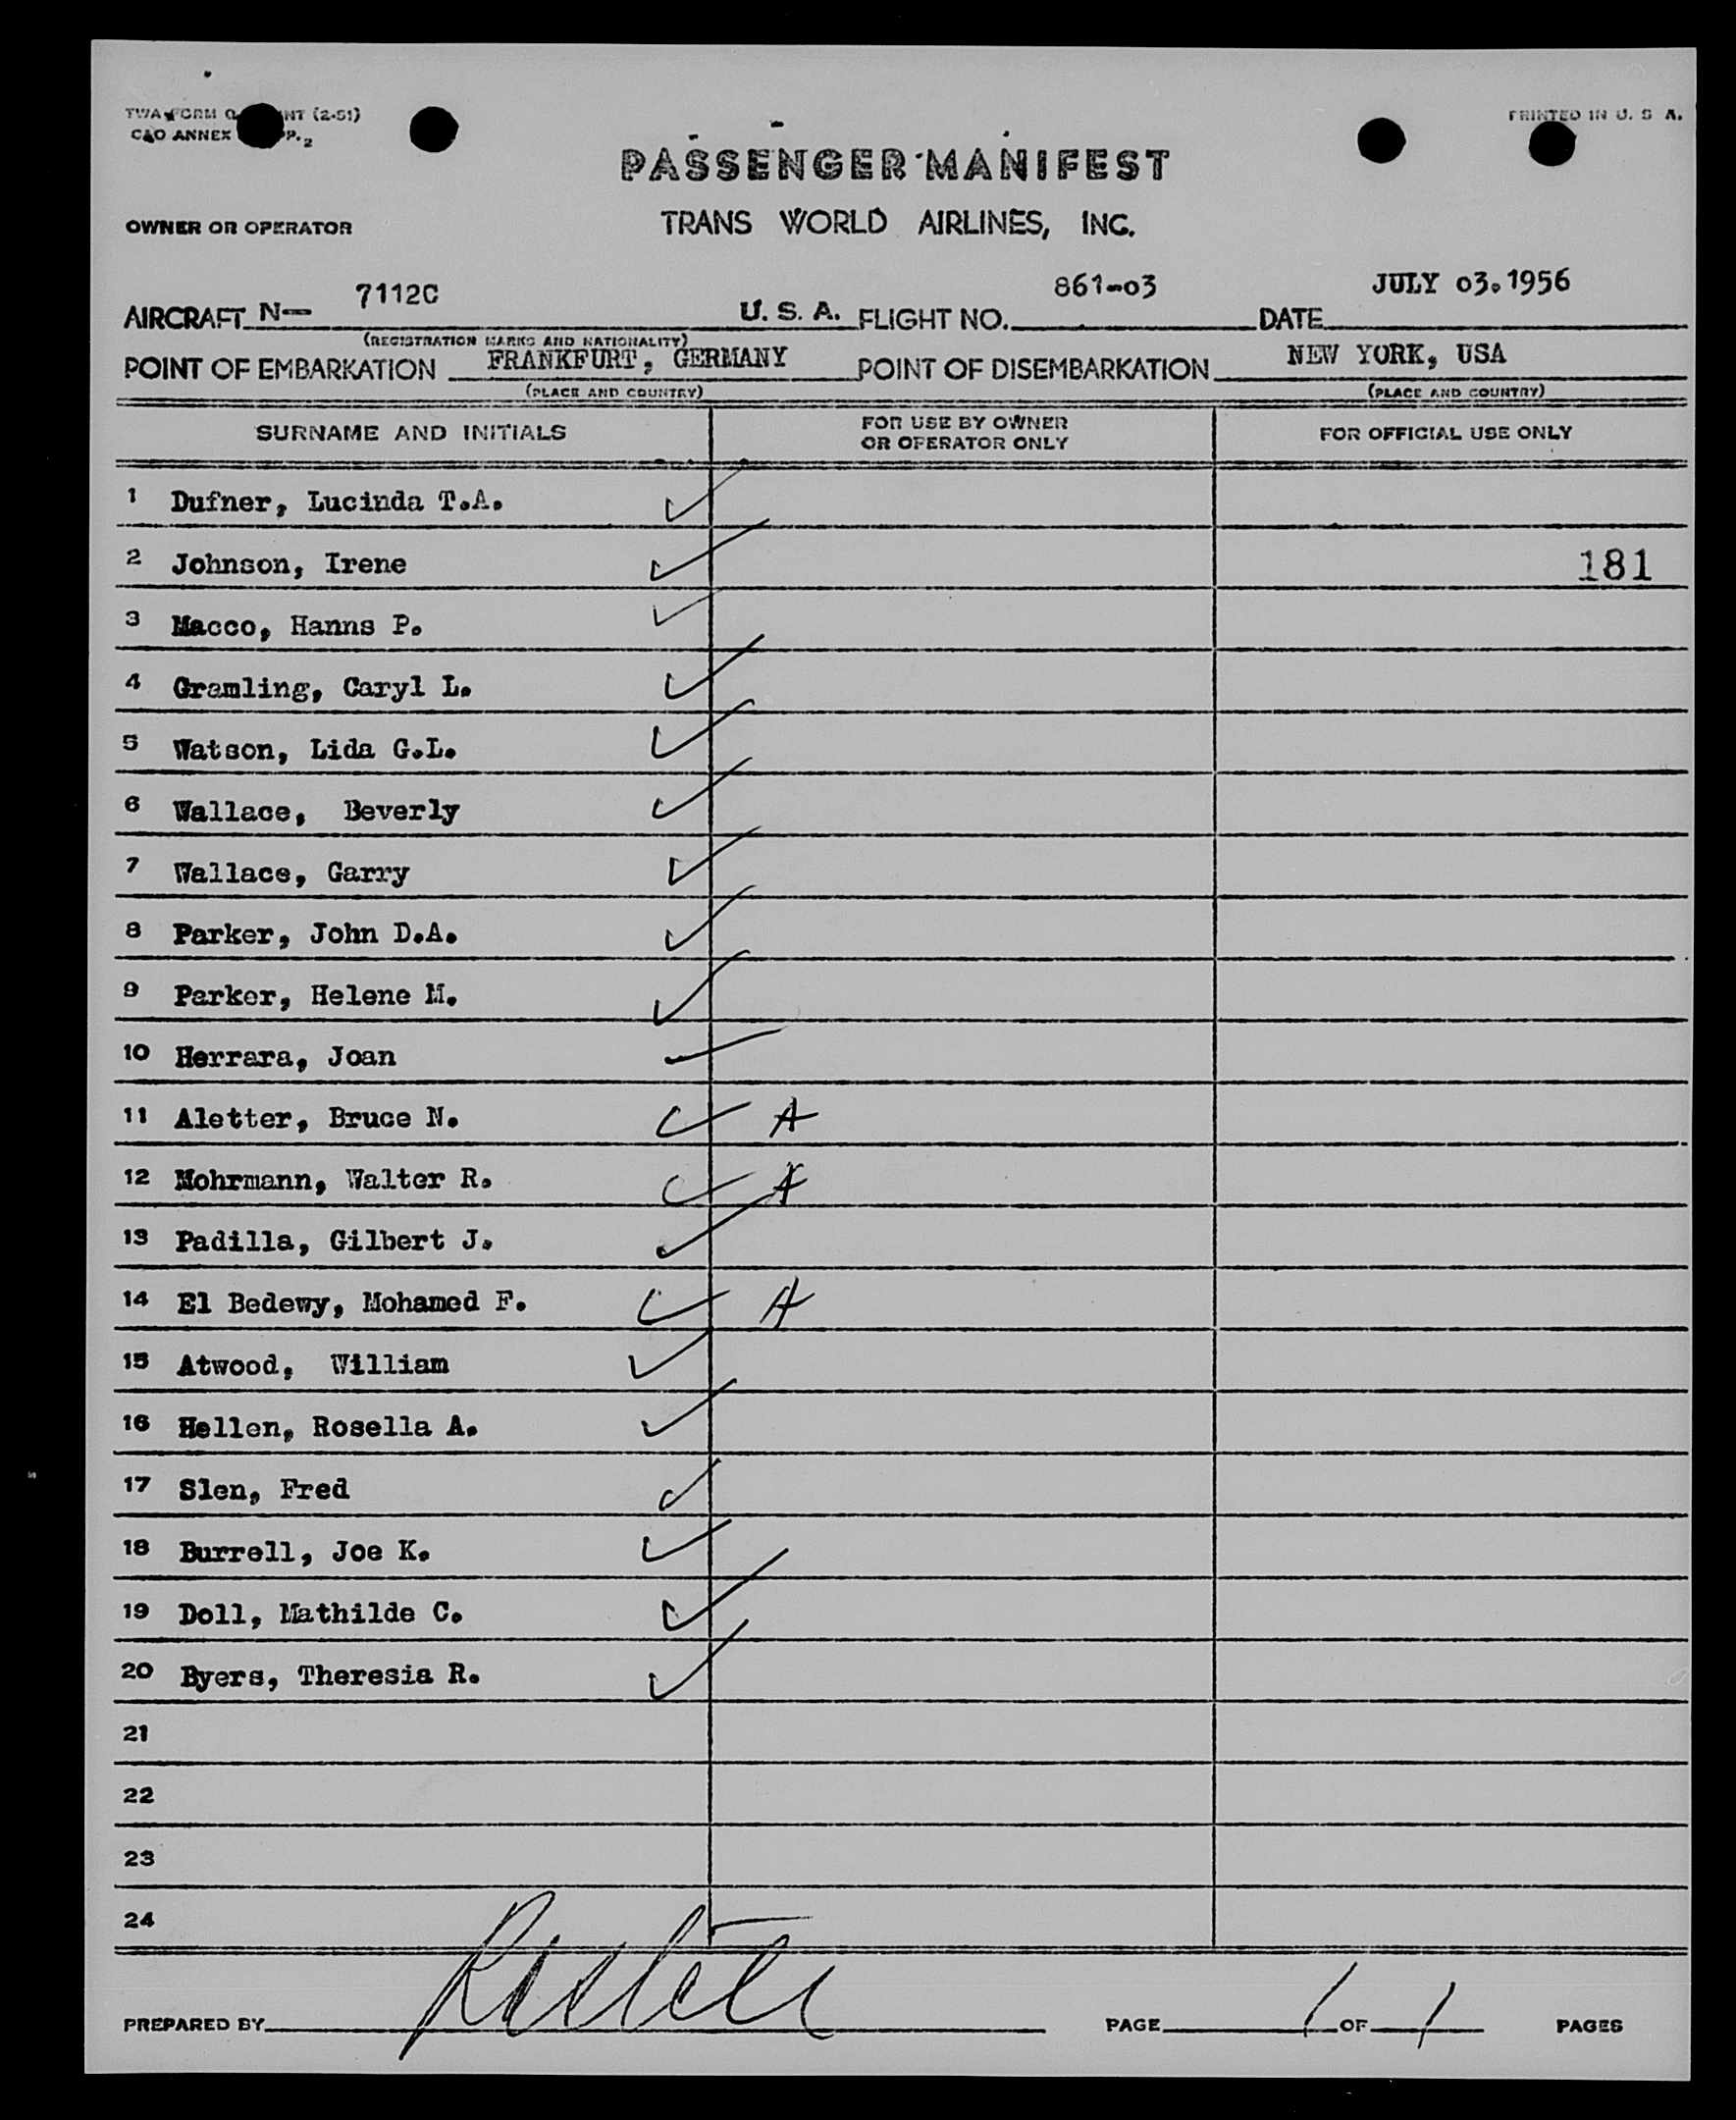 TWA FORM O NT (2-51)
PRINTED IN U. S. A.
C&O ANNEX P. 2
PASSENGER MANIFEST
OWNER OR OPERATOR TRANS WORLD AIRLINES, INC.
AIRCRAFT N- 7112C U. S. A. FLIGHT NO. 861-03 DATE JULY 03.1956
(REGISTRATION MARKS AND NATIONALITY)
POINT OF EMBARKATION FRANKFURT, GERMANY POINT OF DISEMBARKATION NEW YORK, USA
(PLACE AND COUNTRY) (PLACE AND COUNTRY)
SURNAME AND INITIALS FOR USE BY OWNER OR OPERATOR ONLY FOR OFFICIAL USE ONLY
1 Dufner, Lucinda T.A. ✓
2 Johnson, Irene ✓ 181
3 Macco, Hanns P. ✓
4 Gramling, Caryl L. ✓
5 Watson, Lida G.L. ✓
6 Wallace, Beverly ✓
7 Wallace, Garry ✓
8 Parker, John D.A. ✓
9 Parker, Helene M. ✓
10 Herrara, Joan ✓
11 Aletter, Bruce N. ✓ A
12 Mohrmann, Walter R. ✓ A
13 Padilla, Gilbert J. ✓
14 El Bedewy, Mohamed F. ✓ A
15 Atwood, William ✓
16 Hellen, Rosella A. ✓
17 Slen, Fred ✓
18 Burrell, Joe K. ✓
19 Doll, Mathilde C. ✓
20 Byers, Theresia R. ✓
21
22
23
24
PREPARED BY PAGE 1 OF 1 PAGES